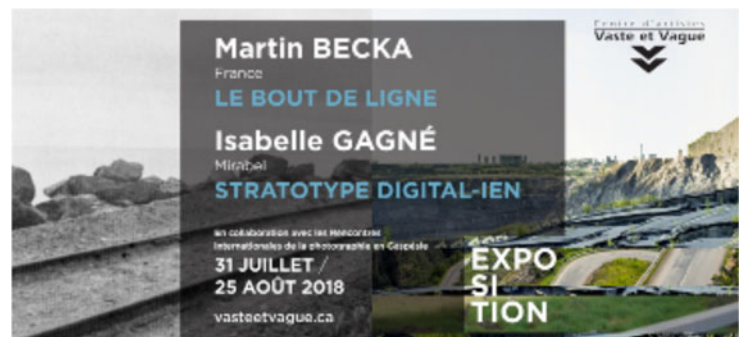 Centre d'artistes
Vaste et Vague
Martin BECKA
France
LE BOUT DE LIGNE
Isabelle GAGNÉ
Mirabel
STRATOTYPE DIGITAL-IEN
En collaboration avec les Rencontres
internationales de la photographie en Gaspésie
31 JUILLET /
25 AOÛT 2018
vasteetvague.ca
EXPO
SI
TION